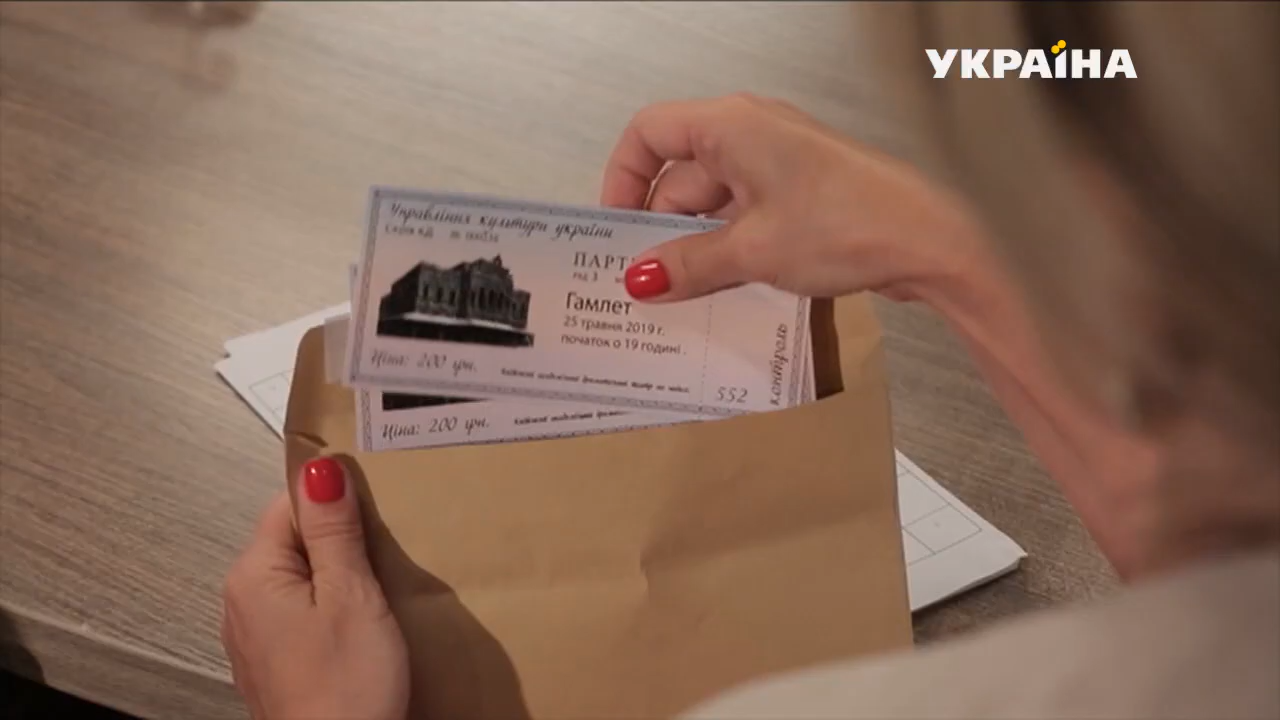 УКРАЇНА
Управління культури україни
ПАРТ
ряд 3
Гамлет
25 травня 2019 г.
початок о 19 годині .
Ціна: 200 грн.
552
контроль
Ціна: 200 грн.